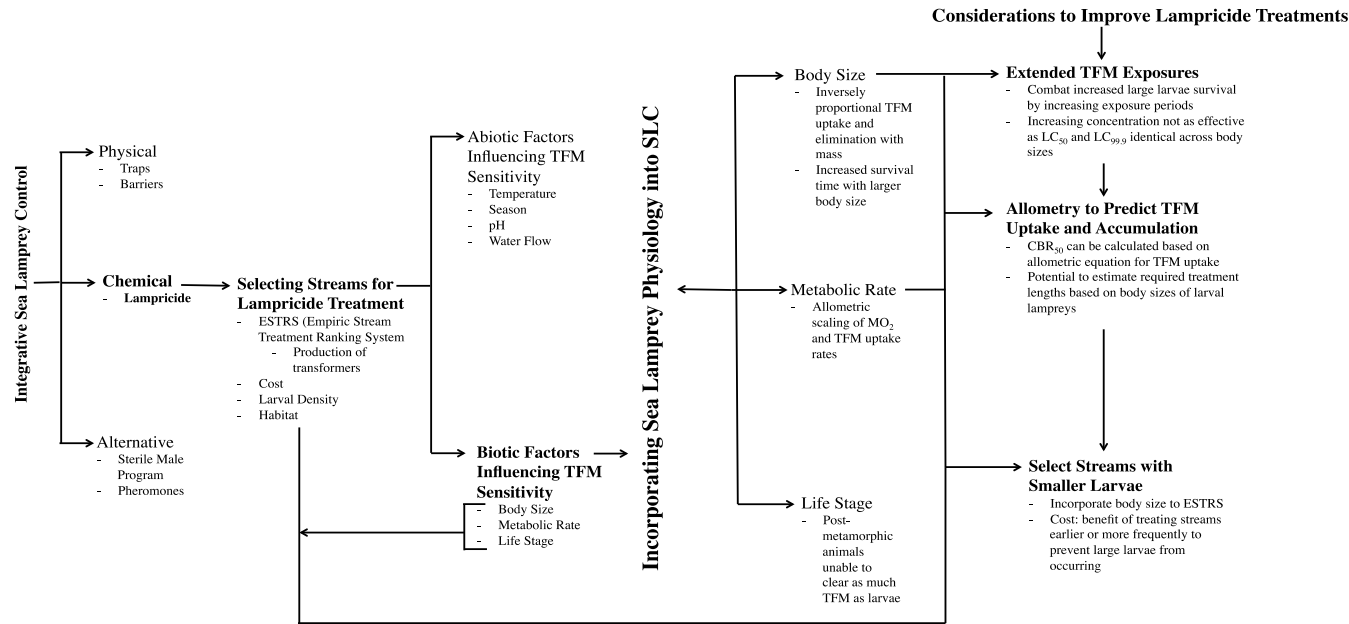 Integrative Sea Lamprey Control
Physical
- Traps
- Barriers
Chemical
- Lampricide
Alternative
- Sterile Male
Program
- Pheromones
Selecting Streams for
Lampricide Treatment
- ESTRS (Empiric Stream
Treatment Ranking System
- Production of
transformers
- Cost
- Larval Density
- Habitat
Abiotic Factors
Influencing TFM
Sensitivity
- Temperature
- Season
- pH
- Water Flow
Biotic Factors
Influencing TFM
Sensitivity
- Body Size
- Metabolic Rate
- Life Stage
Incorporating Sea Lamprey Physiology into SLC
Body Size
- Inversely
proportional TFM
uptake and
elimination with
mass
- Increased survival
time with larger
body size
Metabolic Rate
- Allometric
scaling of MO₂
and TFM uptake
rates
Life Stage
- Post-
metamorphic
animals
unable to
clear as much
TFM as larvae
Considerations to Improve Lampricide Treatments
Extended TFM Exposures
- Combat increased large larvae survival
by increasing exposure periods
- Increasing concentration not as effective
as LC₅₀ and LC₉₉.₉ identical across body
sizes
Allometry to Predict TFM
Uptake and Accumulation
- CBR₅₀ can be calculated based on
allometric equation for TFM uptake
- Potential to estimate required treatment
lengths based on body sizes of larval
lampreys
Select Streams with
Smaller Larvae
- Incorporate body size to ESTRS
- Cost: benefit of treating streams
earlier or more frequently to
prevent large larvae from
occurring